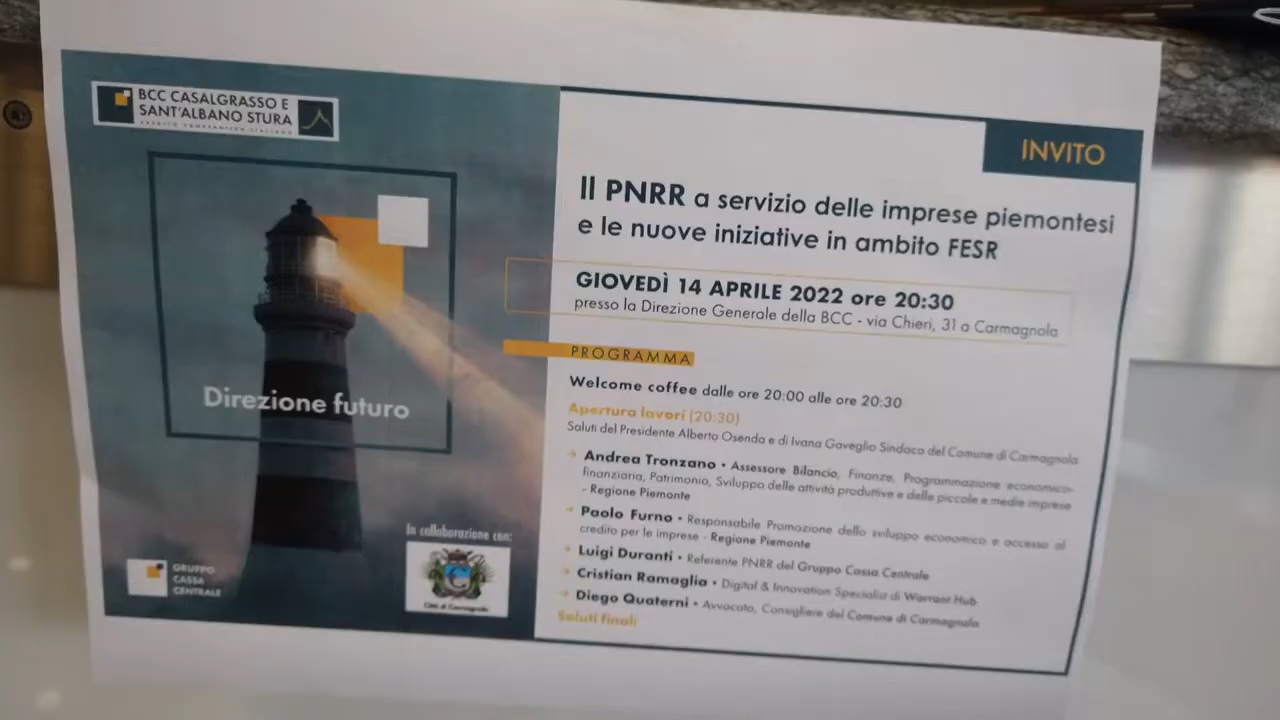 BCC CASALGRASSO E
SANT'ALBANO STURA
CREDITO COOPERATIVO ITALIANO
Direzione futuro
In collaborazione con:
Città di Carmagnola
GRUPPO
CASSA
CENTRALE
INVITO
Il PNRR a servizio delle imprese piemontesi
e le nuove iniziative in ambito FESR
GIOVEDÌ 14 APRILE 2022 ore 20:30
presso la Direzione Generale della BCC - via Chieri, 31 a Carmagnola
PROGRAMMA
Welcome coffee dalle ore 20:00 alle ore 20:30
Apertura lavori (20:30)
Saluti del Presidente Alberto Osenda e di Ivana Gaveglio Sindaco del Comune di Carmagnola
Andrea Tronzano • Assessore Bilancio, Finanze, Programmazione economico-
finanziaria, Patrimonio, Sviluppo delle attività produttive e delle piccole e medie imprese
- Regione Piemonte
Paolo Furno • Responsabile Promozione dello sviluppo economico e accesso al
credito per le imprese - Regione Piemonte
Luigi Duranti • Referente PNRR del Gruppo Cassa Centrale
Cristian Ramaglia • Digital & Innovation Specialist di Warrant Hub
Diego Quaterni • Avvocato, Consigliere del Comune di Carmagnola
Saluti finali